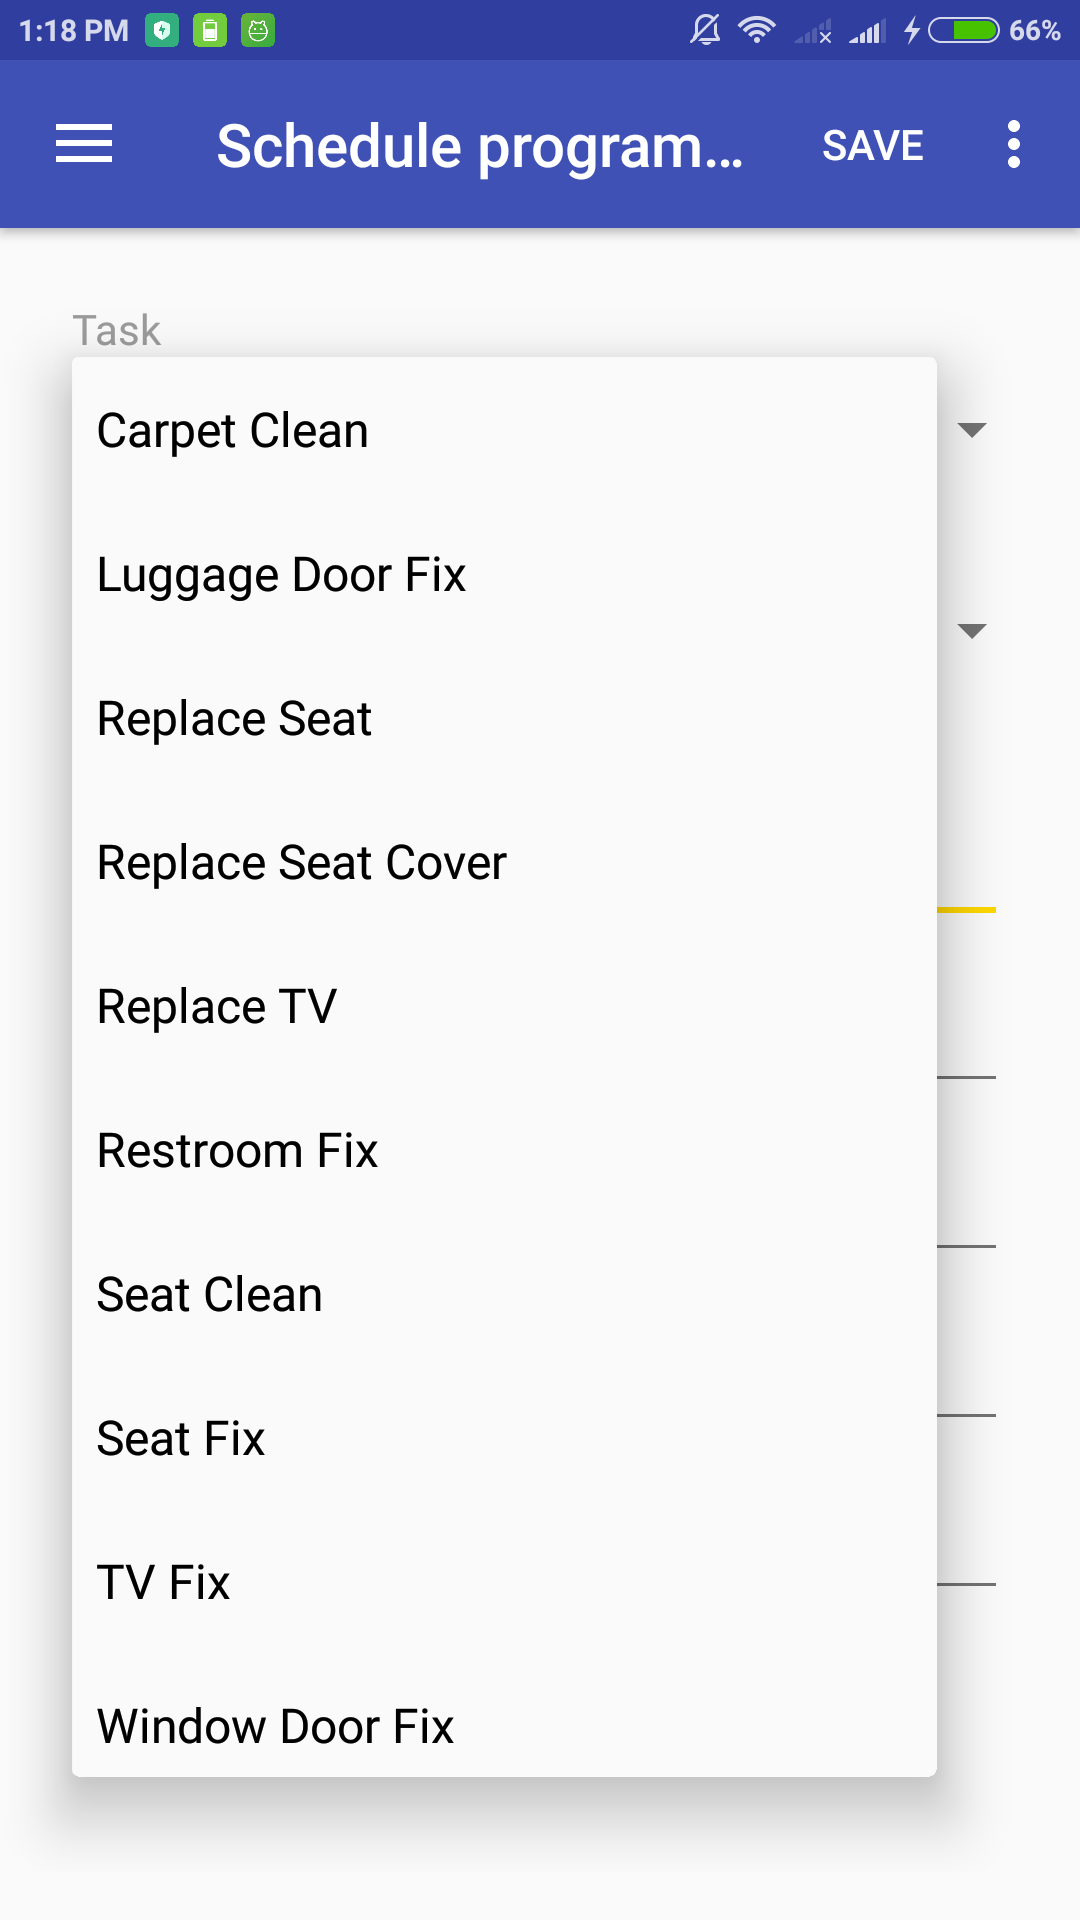 1:18 PM
66%
Schedule program...
SAVE
Task
Carpet Clean
Luggage Door Fix
Replace Seat
Replace Seat Cover
Replace TV
Restroom Fix
Seat Clean
Seat Fix
TV Fix
Window Door Fix